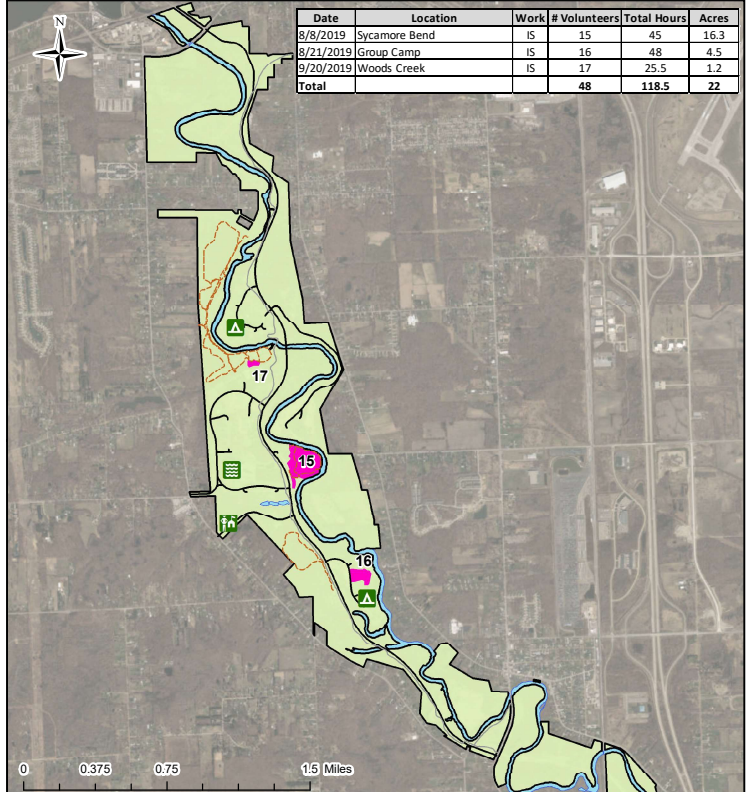 N
Date Location Work # Volunteers Total Hours Acres
8/8/2019 Sycamore Bend IS 15 45 16.3
8/21/2019 Group Camp IS 16 48 4.5
9/20/2019 Woods Creek IS 17 25.5 1.2
Total 48 118.5 22
17
15
16
0 0.375 0.75 1.5 Miles